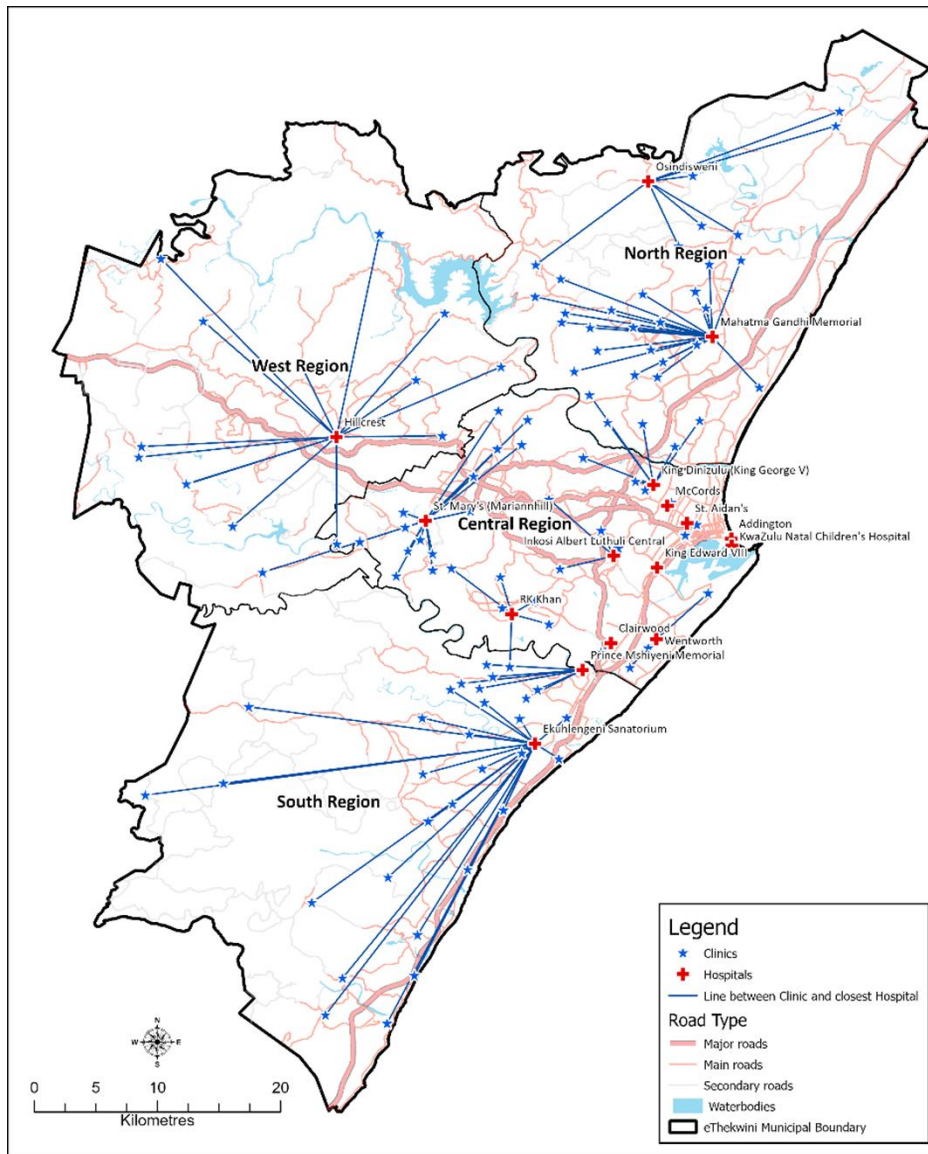 Osindisweni
North Region
Mahatma Gandhi Memorial
West Region
Hillcrest
King Dinizulu (King George V)
McCords
St. Mary's (Mariannhill)
St. Aidan's
Central Region
Addington
Inkosi Albert Luthuli Central
KwaZulu Natal Children's Hospital
King Edward VIII
RK Khan
Clairwood
Wentworth
Prince Mshiyeni Memorial
Ekuhlengeni Sanatorium
South Region
Legend
Clinics
Hospitals
Line between Clinic and closest Hospital
Road Type
Major roads
Main roads
Secondary roads
Waterbodies
eThekwini Municipal Boundary
N
W E
S
0 5 10 20
Kilometres